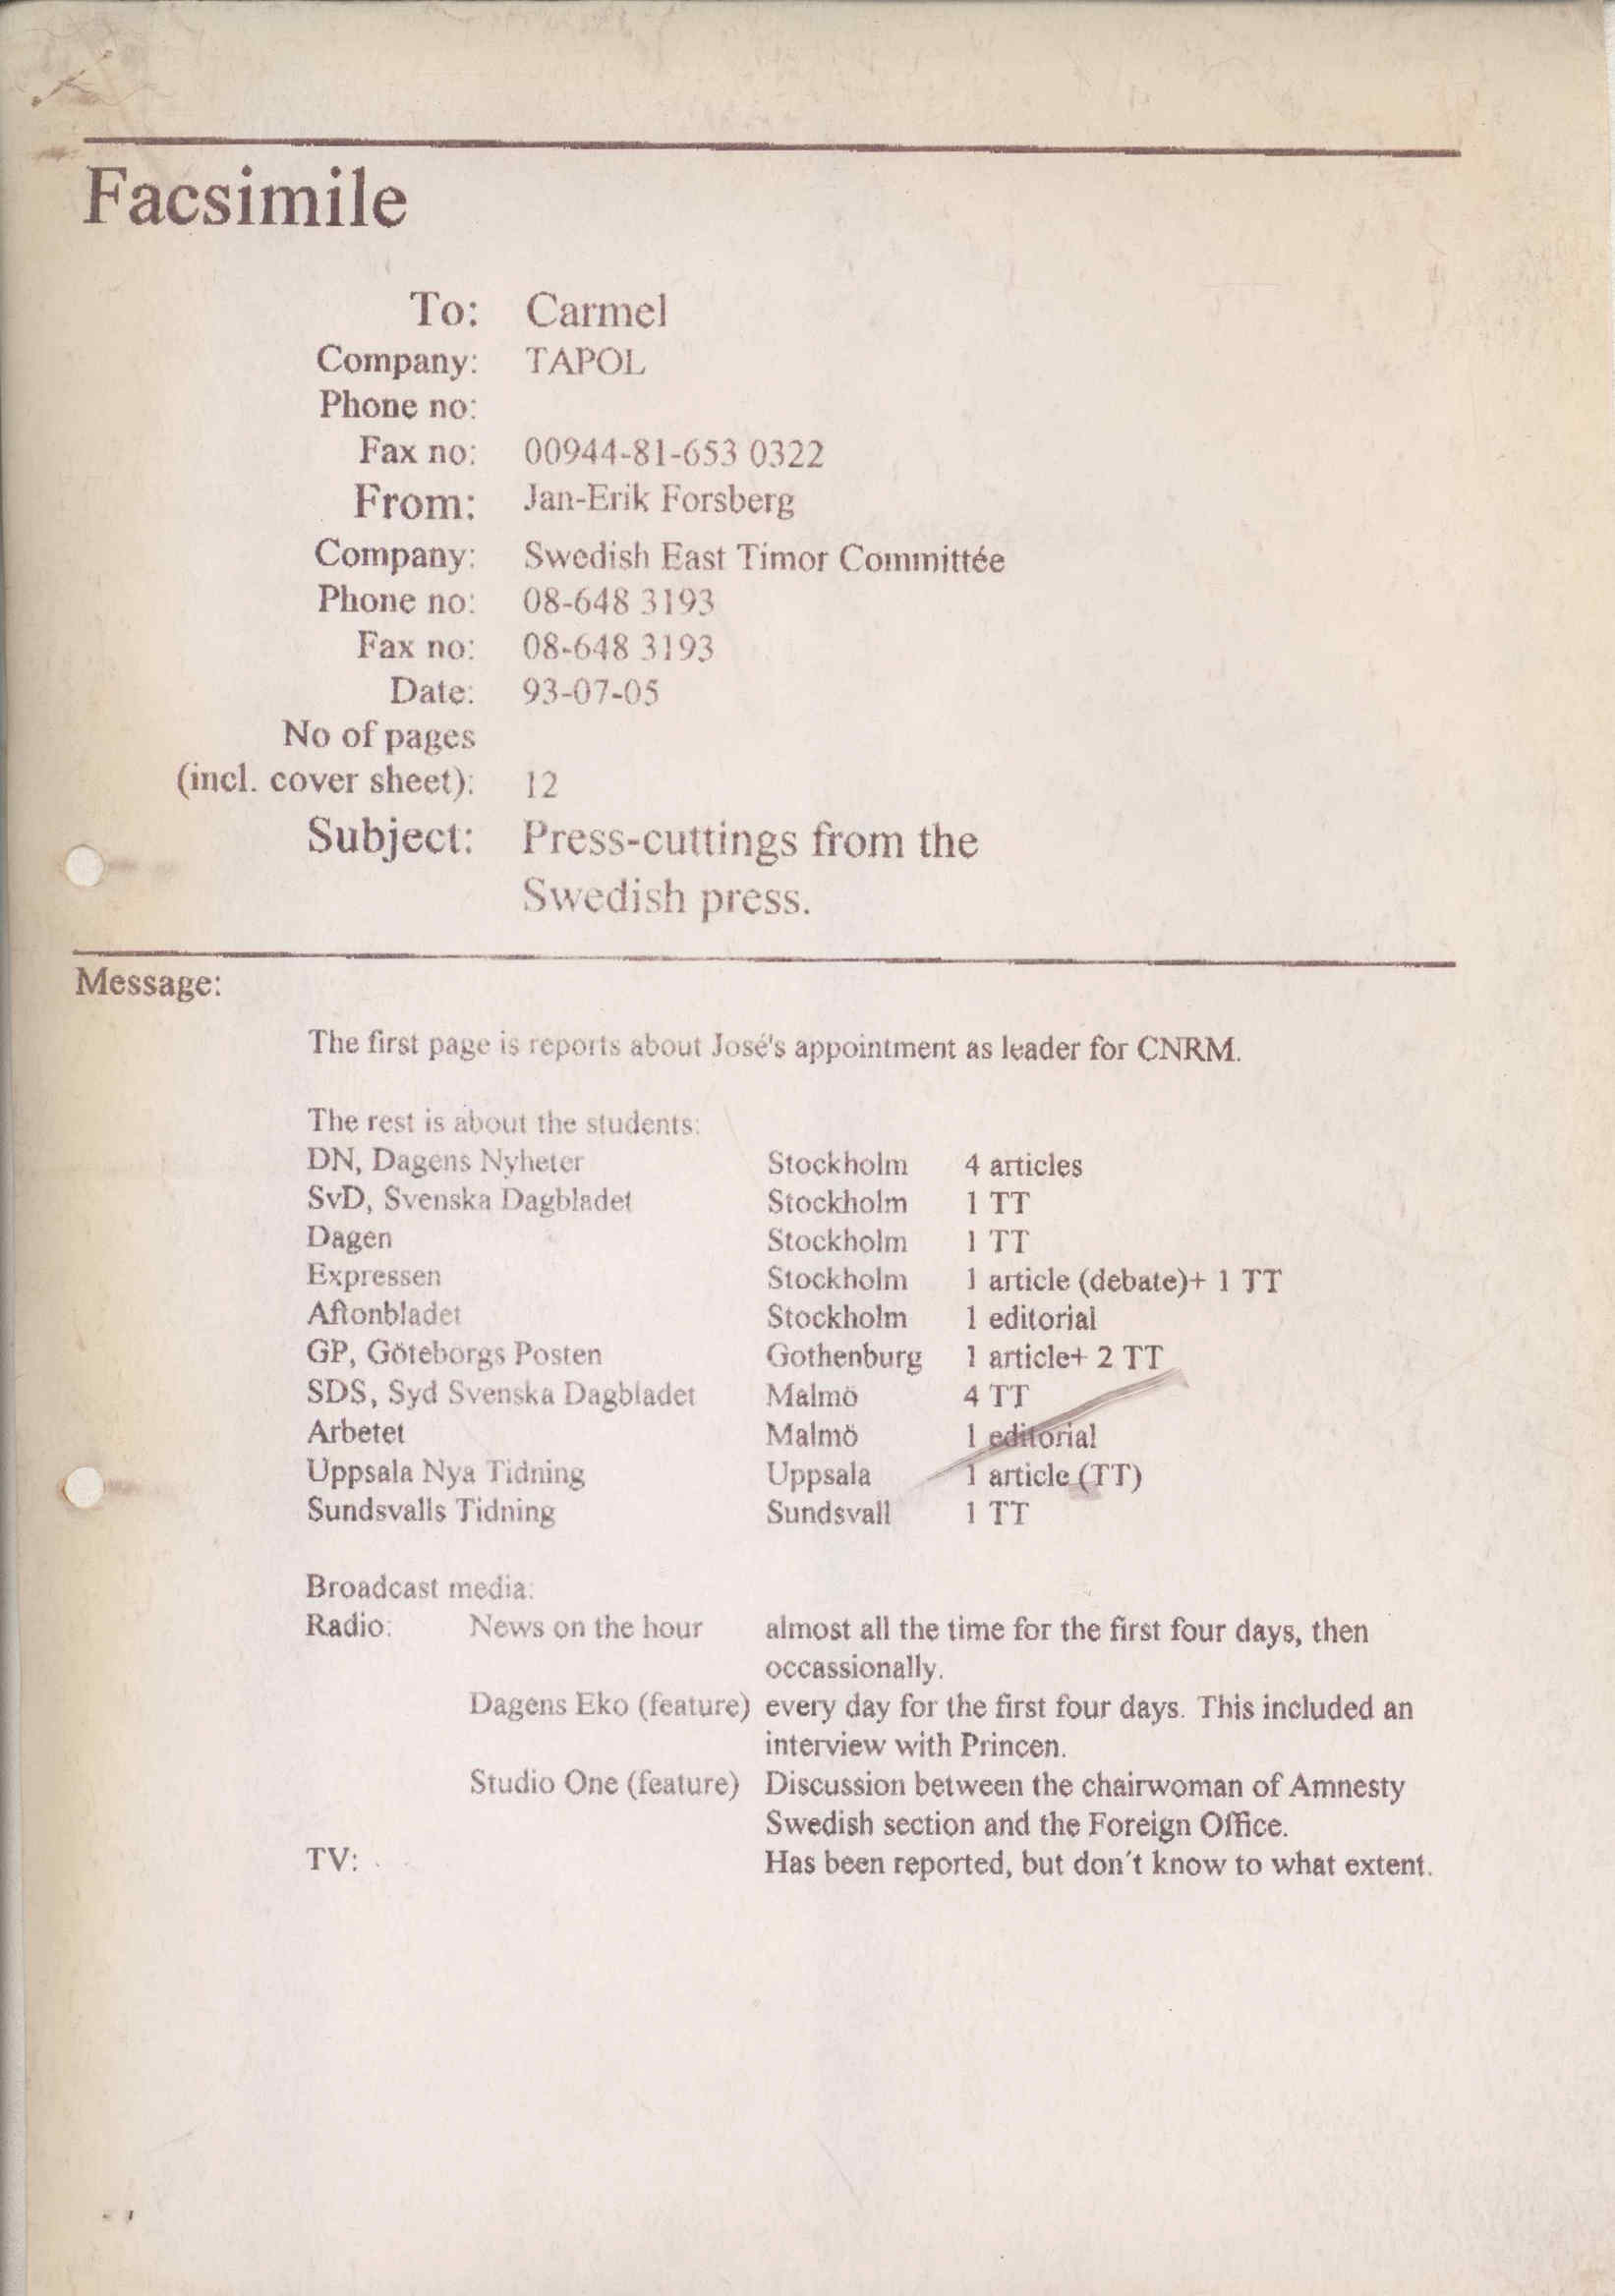 Facsimile
To: Carmel
Company: TAPOL
Phone no:
Fax no: 00944-81-653 0322
From: Jan-Erik Forsberg
Company: Swedish East Timor Committée
Phone no: 08-648 3193
Fax no: 08-648 3193
Date: 93-07-05
No of pages
(incl. cover sheet): 12
Subject: Press-cuttings from the
Swedish press.
Message:
The first page is reports about José's appointment as leader for CNRM.
The rest is about the students:
DN, Dagens Nyheter Stockholm 4 articles
SvD, Svenska Dagbladet Stockholm 1 TT
Dagen Stockholm 1 TT
Expressen Stockholm 1 article (debate)+ 1 TT
Aftonbladet Stockholm 1 editorial
GP, Göteborgs Posten Gothenburg 1 article+ 2 TT
SDS, Syd Svenska Dagbladet Malmö 4 TT
Arbetet Malmö 1 editorial
Uppsala Nya Tidning Uppsala 1 article (TT)
Sundsvalls Tidning Sundsvall 1 TT
Broadcast media:
Radio: News on the hour almost all the time for the first four days, then
occassionally.
Dagens Eko (feature) every day for the first four days. This included an
interview with Princen.
Studio One (feature) Discussion between the chairwoman of Amnesty
Swedish section and the Foreign Office.
TV: Has been reported, but don´t know to what extent.